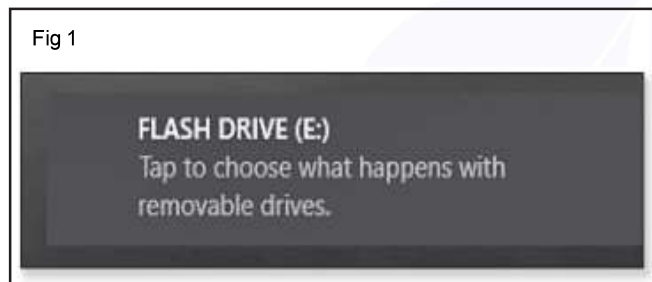 Fig 1
FLASH DRIVE (E:)
Tap to choose what happens with
removable drives.